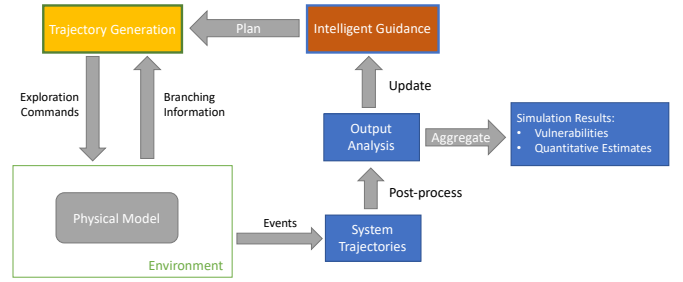 Trajectory Generation
Plan
Intelligent Guidance
Exploration
Commands
Branching
Information
Update
Output
Analysis
Aggregate
Simulation Results:
• Vulnerabilities
• Quantitative Estimates
Post-process
Physical Model
Events
System
Trajectories
Environment